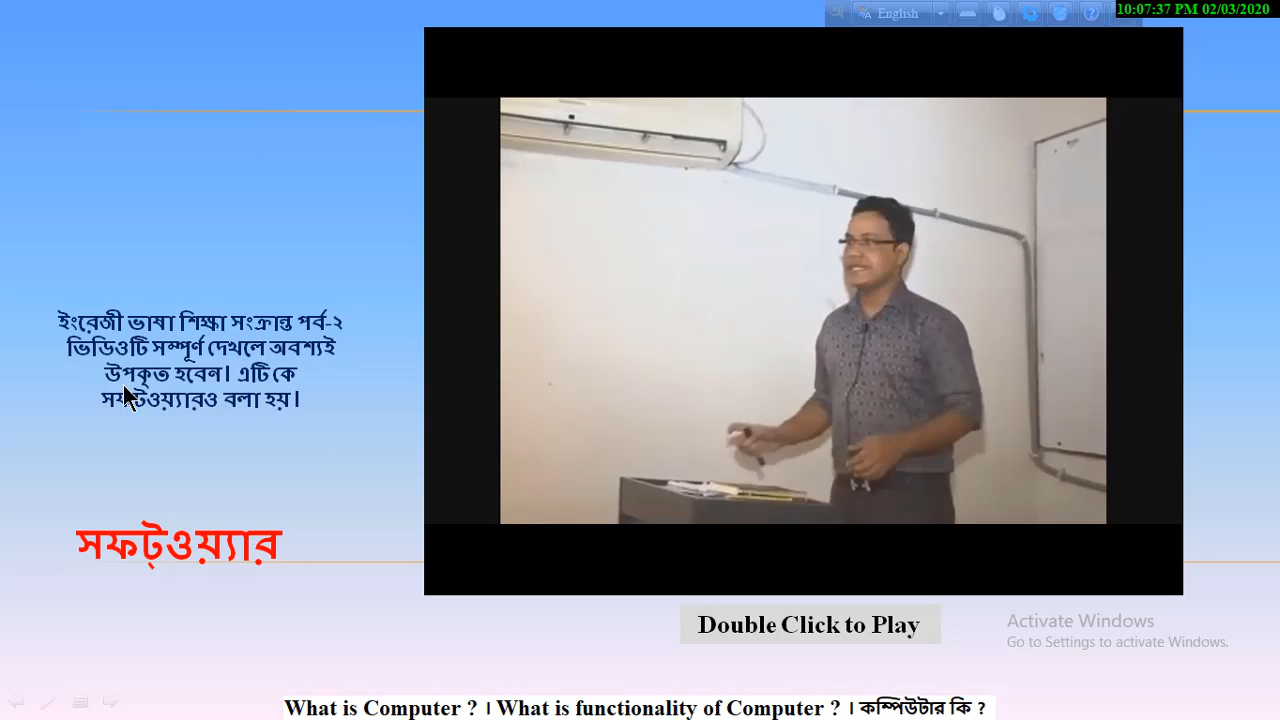 English
10:07:37 PM 02/03/2020
ইংরেজী ভাষা শিক্ষা সংক্রান্ত পর্ব-২
ভিডিওটি সম্পূর্ণ দেখলে অবশ্যই
উপকৃত হবেন। এটি কে
সফটওয়্যারও বলা হয়।
সফট্ওয়্যার
Double Click to Play
Activate Windows
Go to Settings to activate Windows.
What is Computer ? । What is functionality of Computer ? । কম্পিউটার কি ?